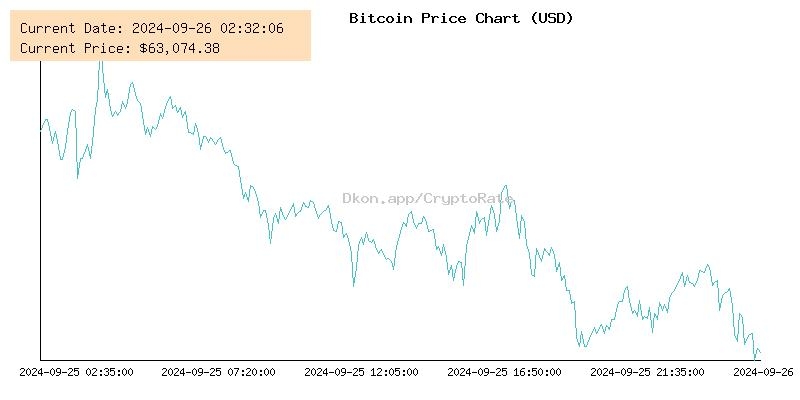 Bitcoin Price Chart (USD)
Current Date: 2024-09-26 02:32:06
Current Price: $63,074.38
Dkon.app/CryptoRate
2024-09-25 02:35:00 2024-09-25 07:20:00 2024-09-25 12:05:00 2024-09-25 16:50:00 2024-09-25 21:35:00 2024-09-26